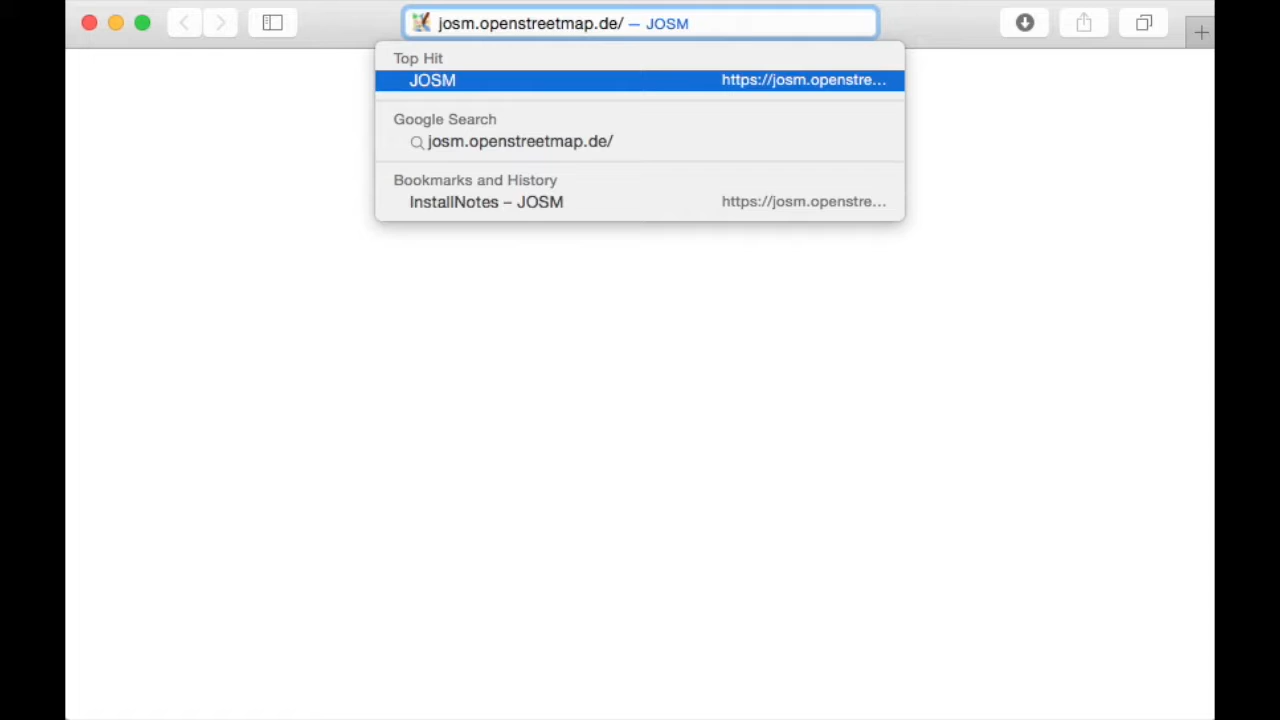 josm.openstreetmap.de/ — JOSM
Top Hit
JOSM https://josm.openstre...
Google Search
josm.openstreetmap.de/
Bookmarks and History
InstallNotes – JOSM https://josm.openstre...